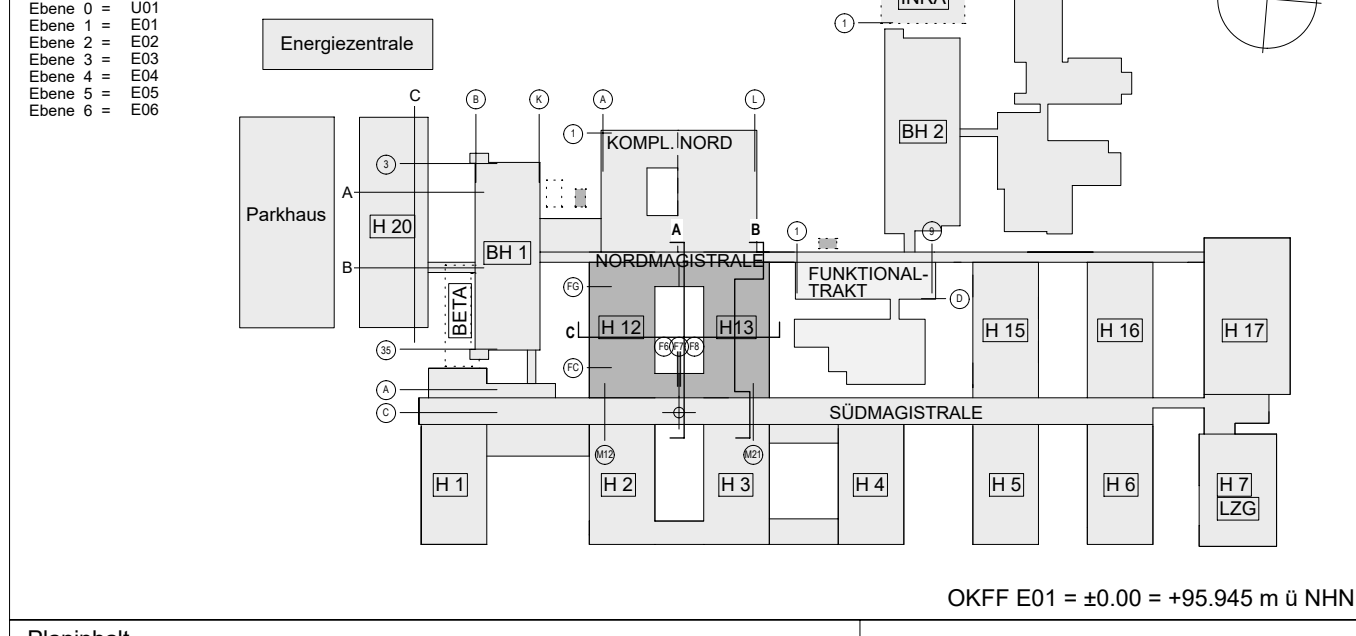 Ebene 0 = U01
Ebene 1 = E01
Ebene 2 = E02
Ebene 3 = E03
Ebene 4 = E04
Ebene 5 = E05
Ebene 6 = E06
INRA
1
Energiezentrale
C
B
K
A
L
1
KOMPL. NORD
BH 2
3
A
Parkhaus
H 20
BH 1
A
B
1
9
B
NORDMAGISTRALE
FUNKTIONAL-
TRAKT
BETA
FG
D
C
H 12
H13
H 15
H 16
H 17
35
F6
F7
F8
FC
A
C
SÜDMAGISTRALE
M12
M21
H 1
H 2
H 3
H 4
H 5
H 6
H 7
LZG
OKFF E01 = ±0.00 = +95.945 m ü NHN
Planinhalt